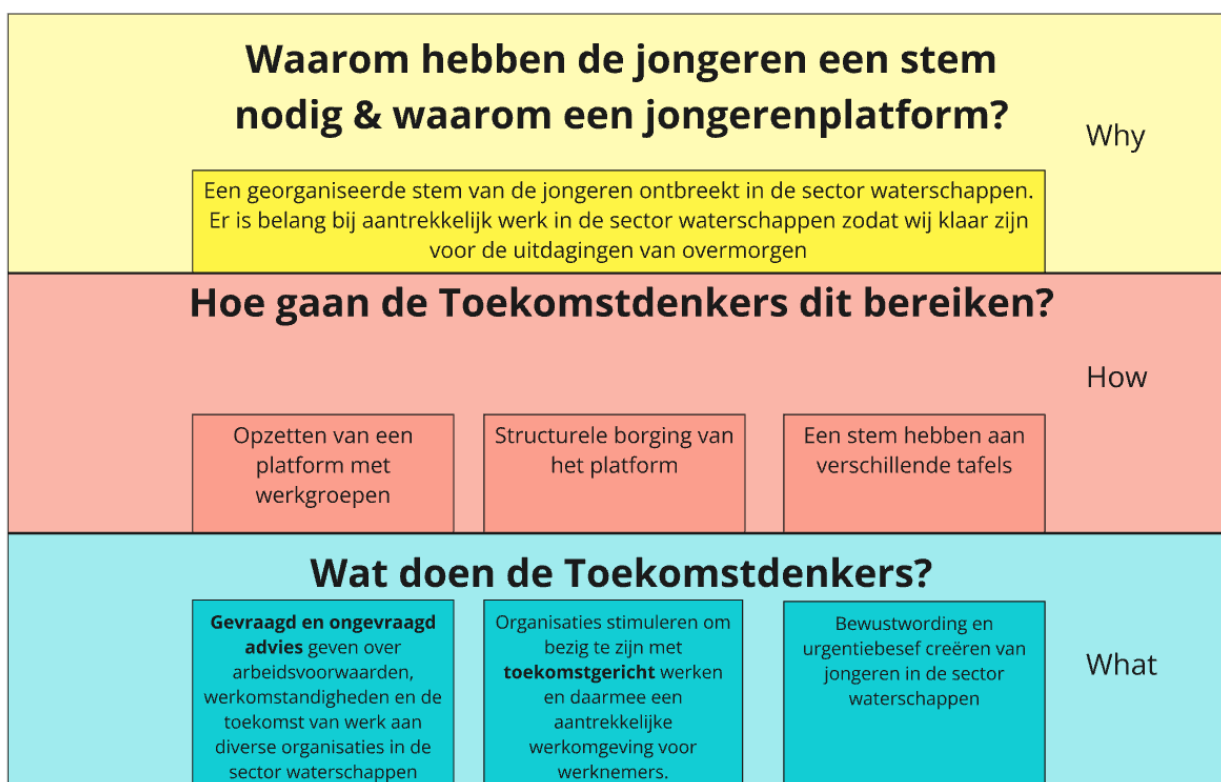 Waarom hebben de jongeren een stem
nodig & waarom een jongerenplatform?
Why
Een georganiseerde stem van de jongeren ontbreekt in de sector waterschappen.
Er is belang bij aantrekkelijk werk in de sector waterschappen zodat wij klaar zijn
voor de uitdagingen van overmorgen
Hoe gaan de Toekomstdenkers dit bereiken?
How
Opzetten van een
platform met
werkgroepen
Structurele borging van
het platform
Een stem hebben aan
verschillende tafels
Wat doen de Toekomstdenkers?
What
Gevraagd en ongevraagd
advies geven over
arbeidsvoorwaarden,
werkomstandigheden en de
toekomst van werk aan
diverse organisaties in de
sector waterschappen
Organisaties stimuleren om
bezig te zijn met
toekomstgericht werken
en daarmee een
aantrekkelijke
werkomgeving voor
werknemers.
Bewustwording en
urgentiebesef creëren van
jongeren in de sector
waterschappen